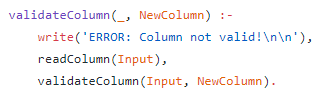 validateColumn(_, NewColumn) :-
    write('ERROR: Column not valid!\n\n'),
    readColumn(Input),
    validateColumn(Input, NewColumn).